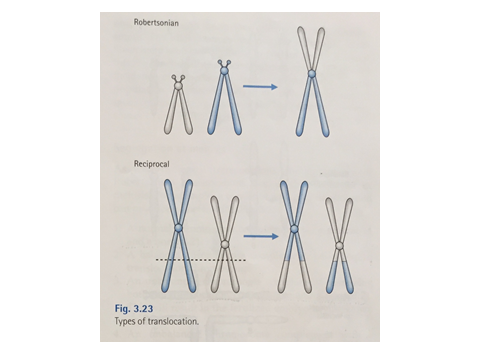 Robertsonian
Reciprocal
Fig. 3.23
Types of translocation.